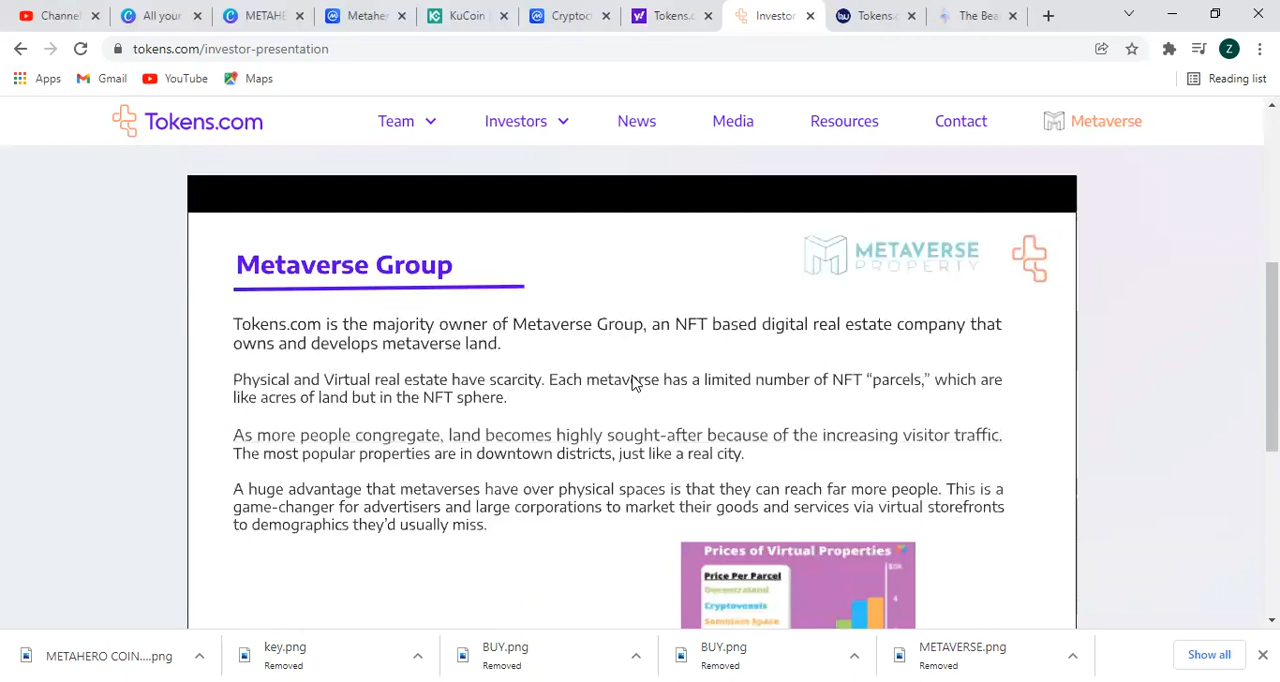 Channel
All your
METAHE
Metaher
KuCoin
Cryptoc
Tokens.c
Investor
Tokens.c
The Bea
tokens.com/investor-presentation
Z
Apps
Gmail
YouTube
Maps
Reading list
Tokens.com
Team
Investors
News
Media
Resources
Contact
Metaverse
METAVERSE
PROPERTY
Metaverse Group
Tokens.com is the majority owner of Metaverse Group, an NFT based digital real estate company that
owns and develops metaverse land.
Physical and Virtual real estate have scarcity. Each metaverse has a limited number of NFT “parcels,” which are
like acres of land but in the NFT sphere.
As more people congregate, land becomes highly sought-after because of the increasing visitor traffic.
The most popular properties are in downtown districts, just like a real city.
A huge advantage that metaverses have over physical spaces is that they can reach far more people. This is a
game-changer for advertisers and large corporations to market their goods and services via virtual storefronts
to demographics they’d usually miss.
Prices of Virtual Properties
Price Per Parcel
Decentraland
Cryptovoxels
Somnium Space
METAHERO COIN....png
key.png
Removed
BUY.png
Removed
BUY.png
Removed
METAVERSE.png
Removed
Show all